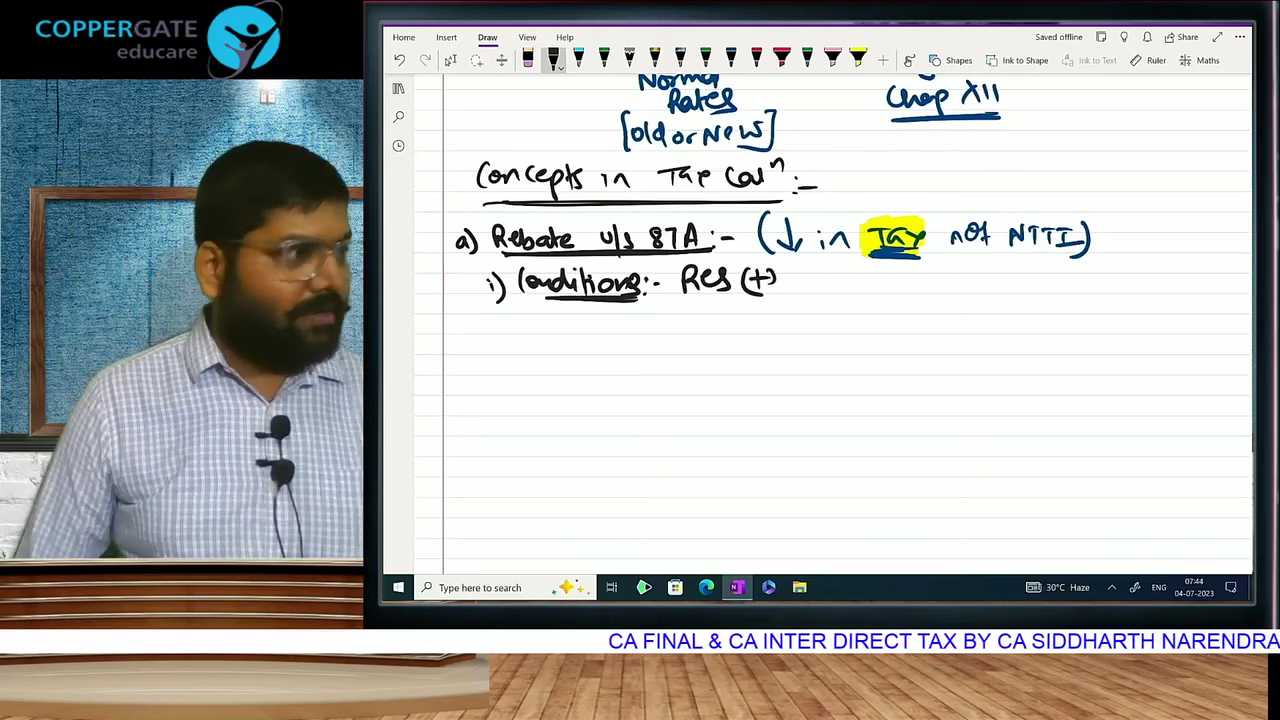 COPPERGATE
educare
Home Insert Draw View Help
Saved offline
Share
Shapes
Ink to Shape
Ink to Text
Ruler
Maths
Normal
Rates
[old or New]
Chap XII
Concepts in Tax Calⁿ :-
a) Rebate u/s 87A :- (↓ in Tax not NTTI)
i) Conditions :- Res (+)
Type here to search
30°C Haze
ENG
07:44
04-07-2023
CA FINAL & CA INTER DIRECT TAX BY CA SIDDHARTH NARENDRA